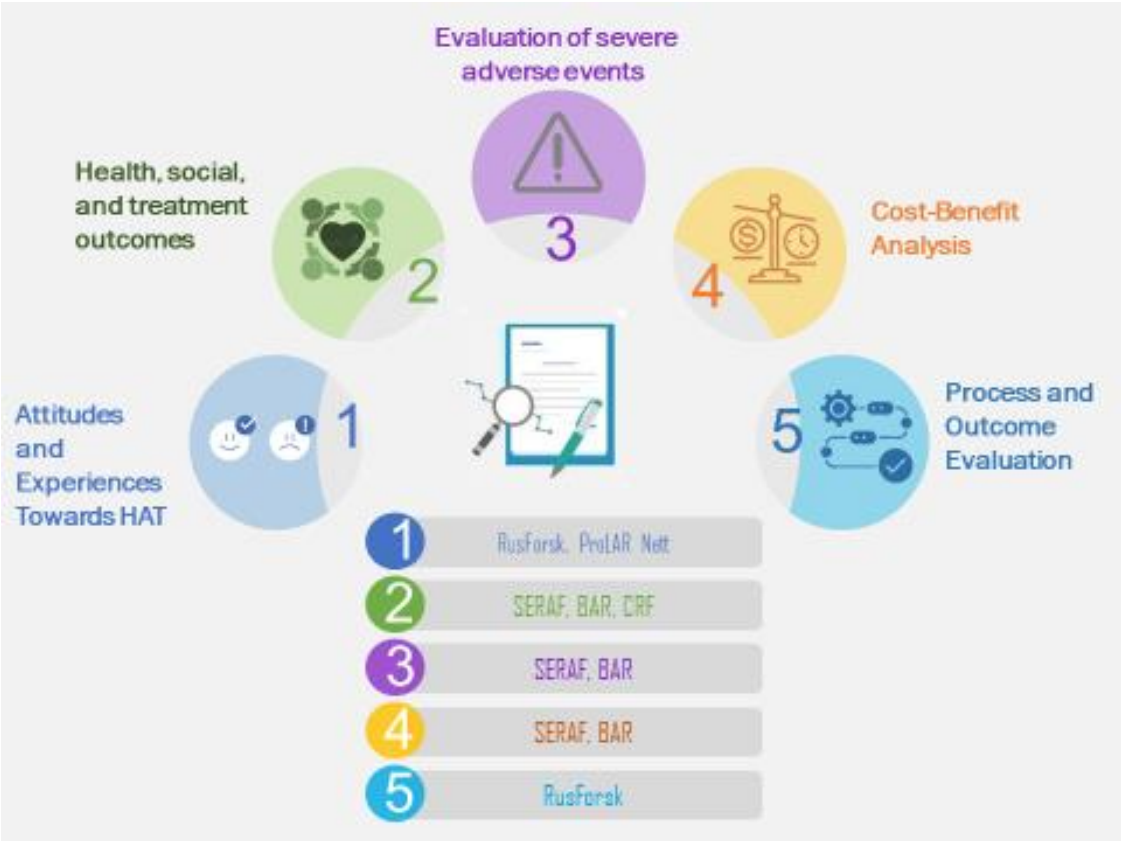 Evaluation of severe
adverse events
Health, social,
and treatment
outcomes
3
2
4
Cost-Benefit
Analysis
Attitudes
and
Experiences
Towards HAT
1
5
Process and
Outcome
Evaluation
1 RusForsk, ProLAR Nett
2 SERAF, BAR, CRF
3 SERAF, BAR
4 SERAF, BAR
5 RusForsk